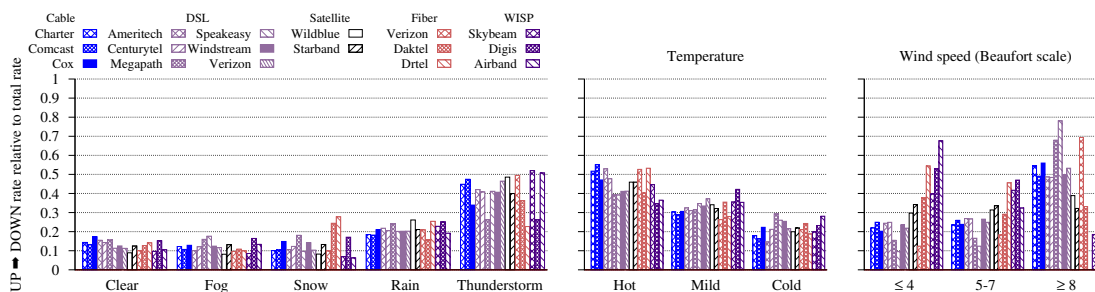 Cable DSL Satellite Fiber WISP
Charter Ameritech Speakeasy Wildblue Verizon Skybeam
Comcast Centurytel Windstream Starband Daktel Digis
Cox Megapath Verizon Drtel Airband
Temperature Wind speed (Beaufort scale)
UP ➡ DOWN rate relative to total rate
1
0.9
0.8
0.7
0.6
0.5
0.4
0.3
0.2
0.1
0
Clear Fog Snow Rain Thunderstorm
Hot Mild Cold
≤ 4 5-7 ≥ 8